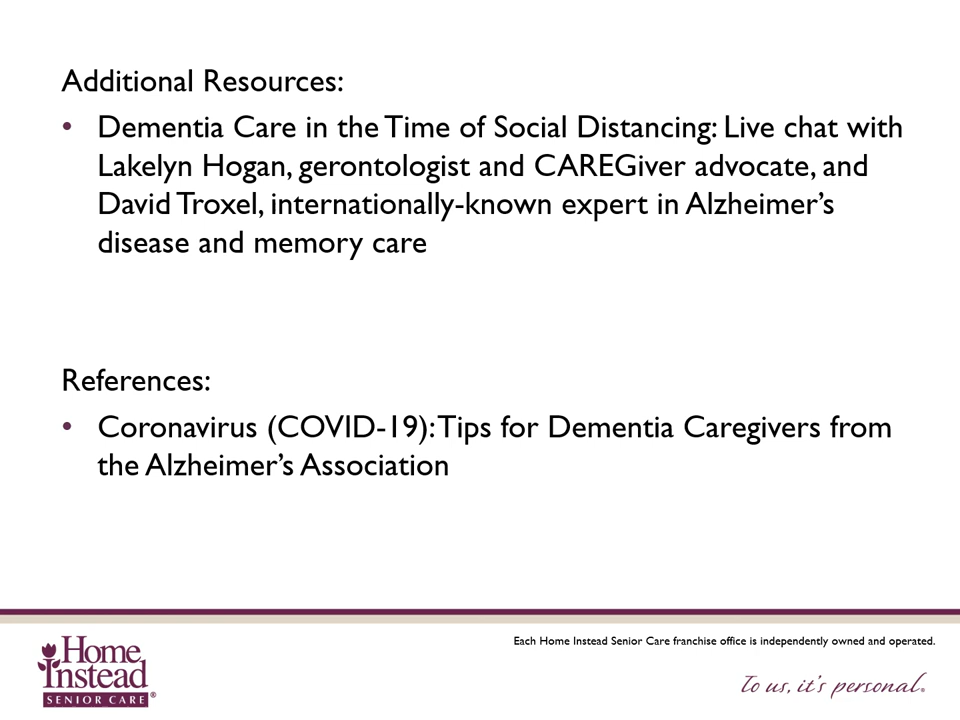 Additional Resources:
• Dementia Care in the Time of Social Distancing: Live chat with
Lakelyn Hogan, gerontologist and CAREGiver advocate, and
David Troxel, internationally-known expert in Alzheimer’s
disease and memory care
References:
• Coronavirus (COVID-19): Tips for Dementia Caregivers from
the Alzheimer’s Association
Each Home Instead Senior Care franchise office is independently owned and operated.
Home
Instead
SENIOR CARE®
To us, it’s personal.®